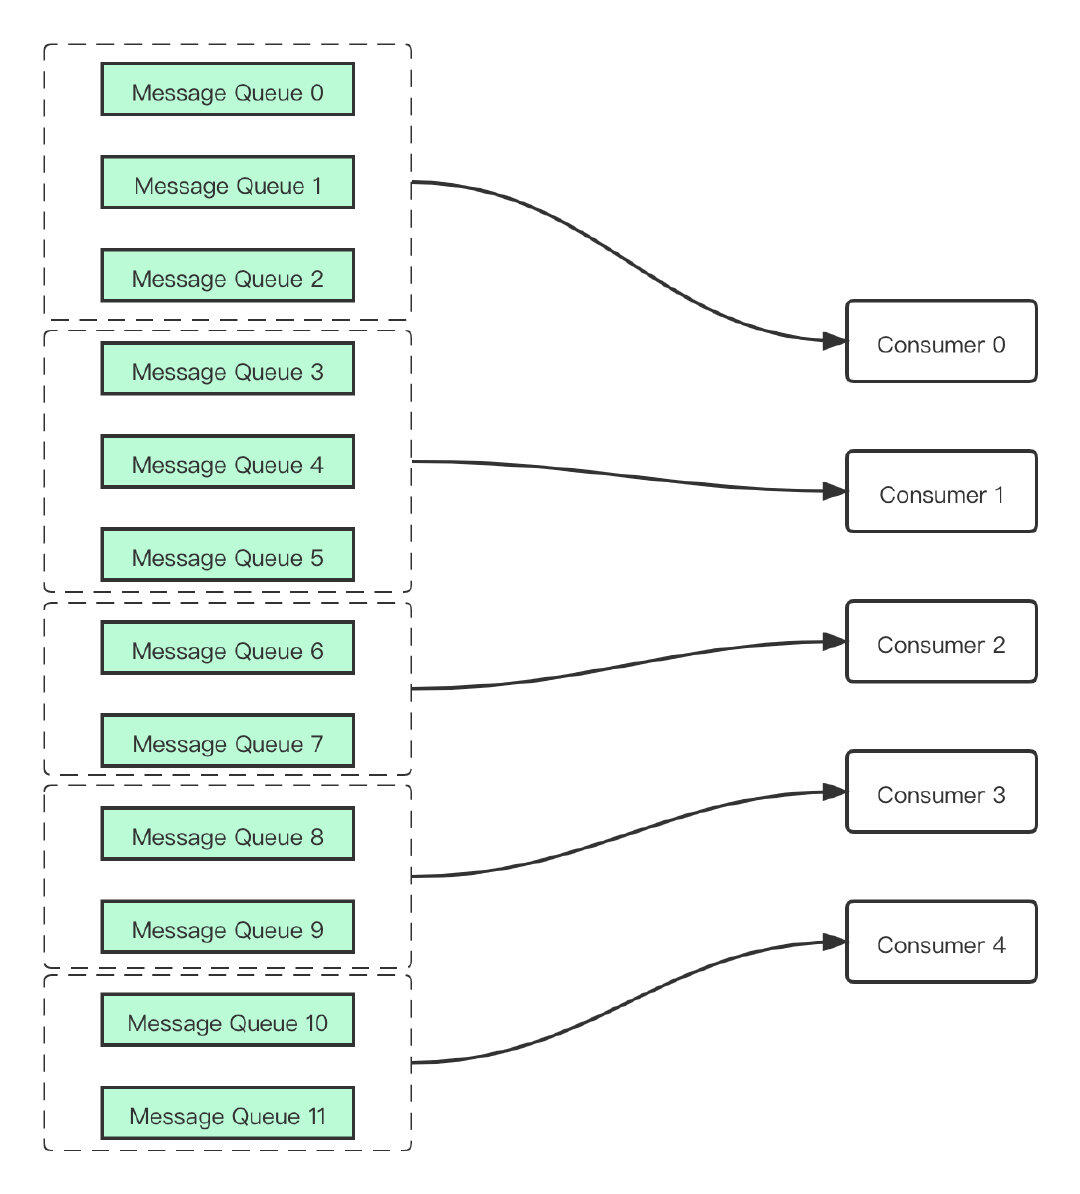 Message Queue 0
Message Queue 1
Message Queue 2
Message Queue 3
Message Queue 4
Message Queue 5
Message Queue 6
Message Queue 7
Message Queue 8
Message Queue 9
Message Queue 10
Message Queue 11
Consumer 0
Consumer 1
Consumer 2
Consumer 3
Consumer 4